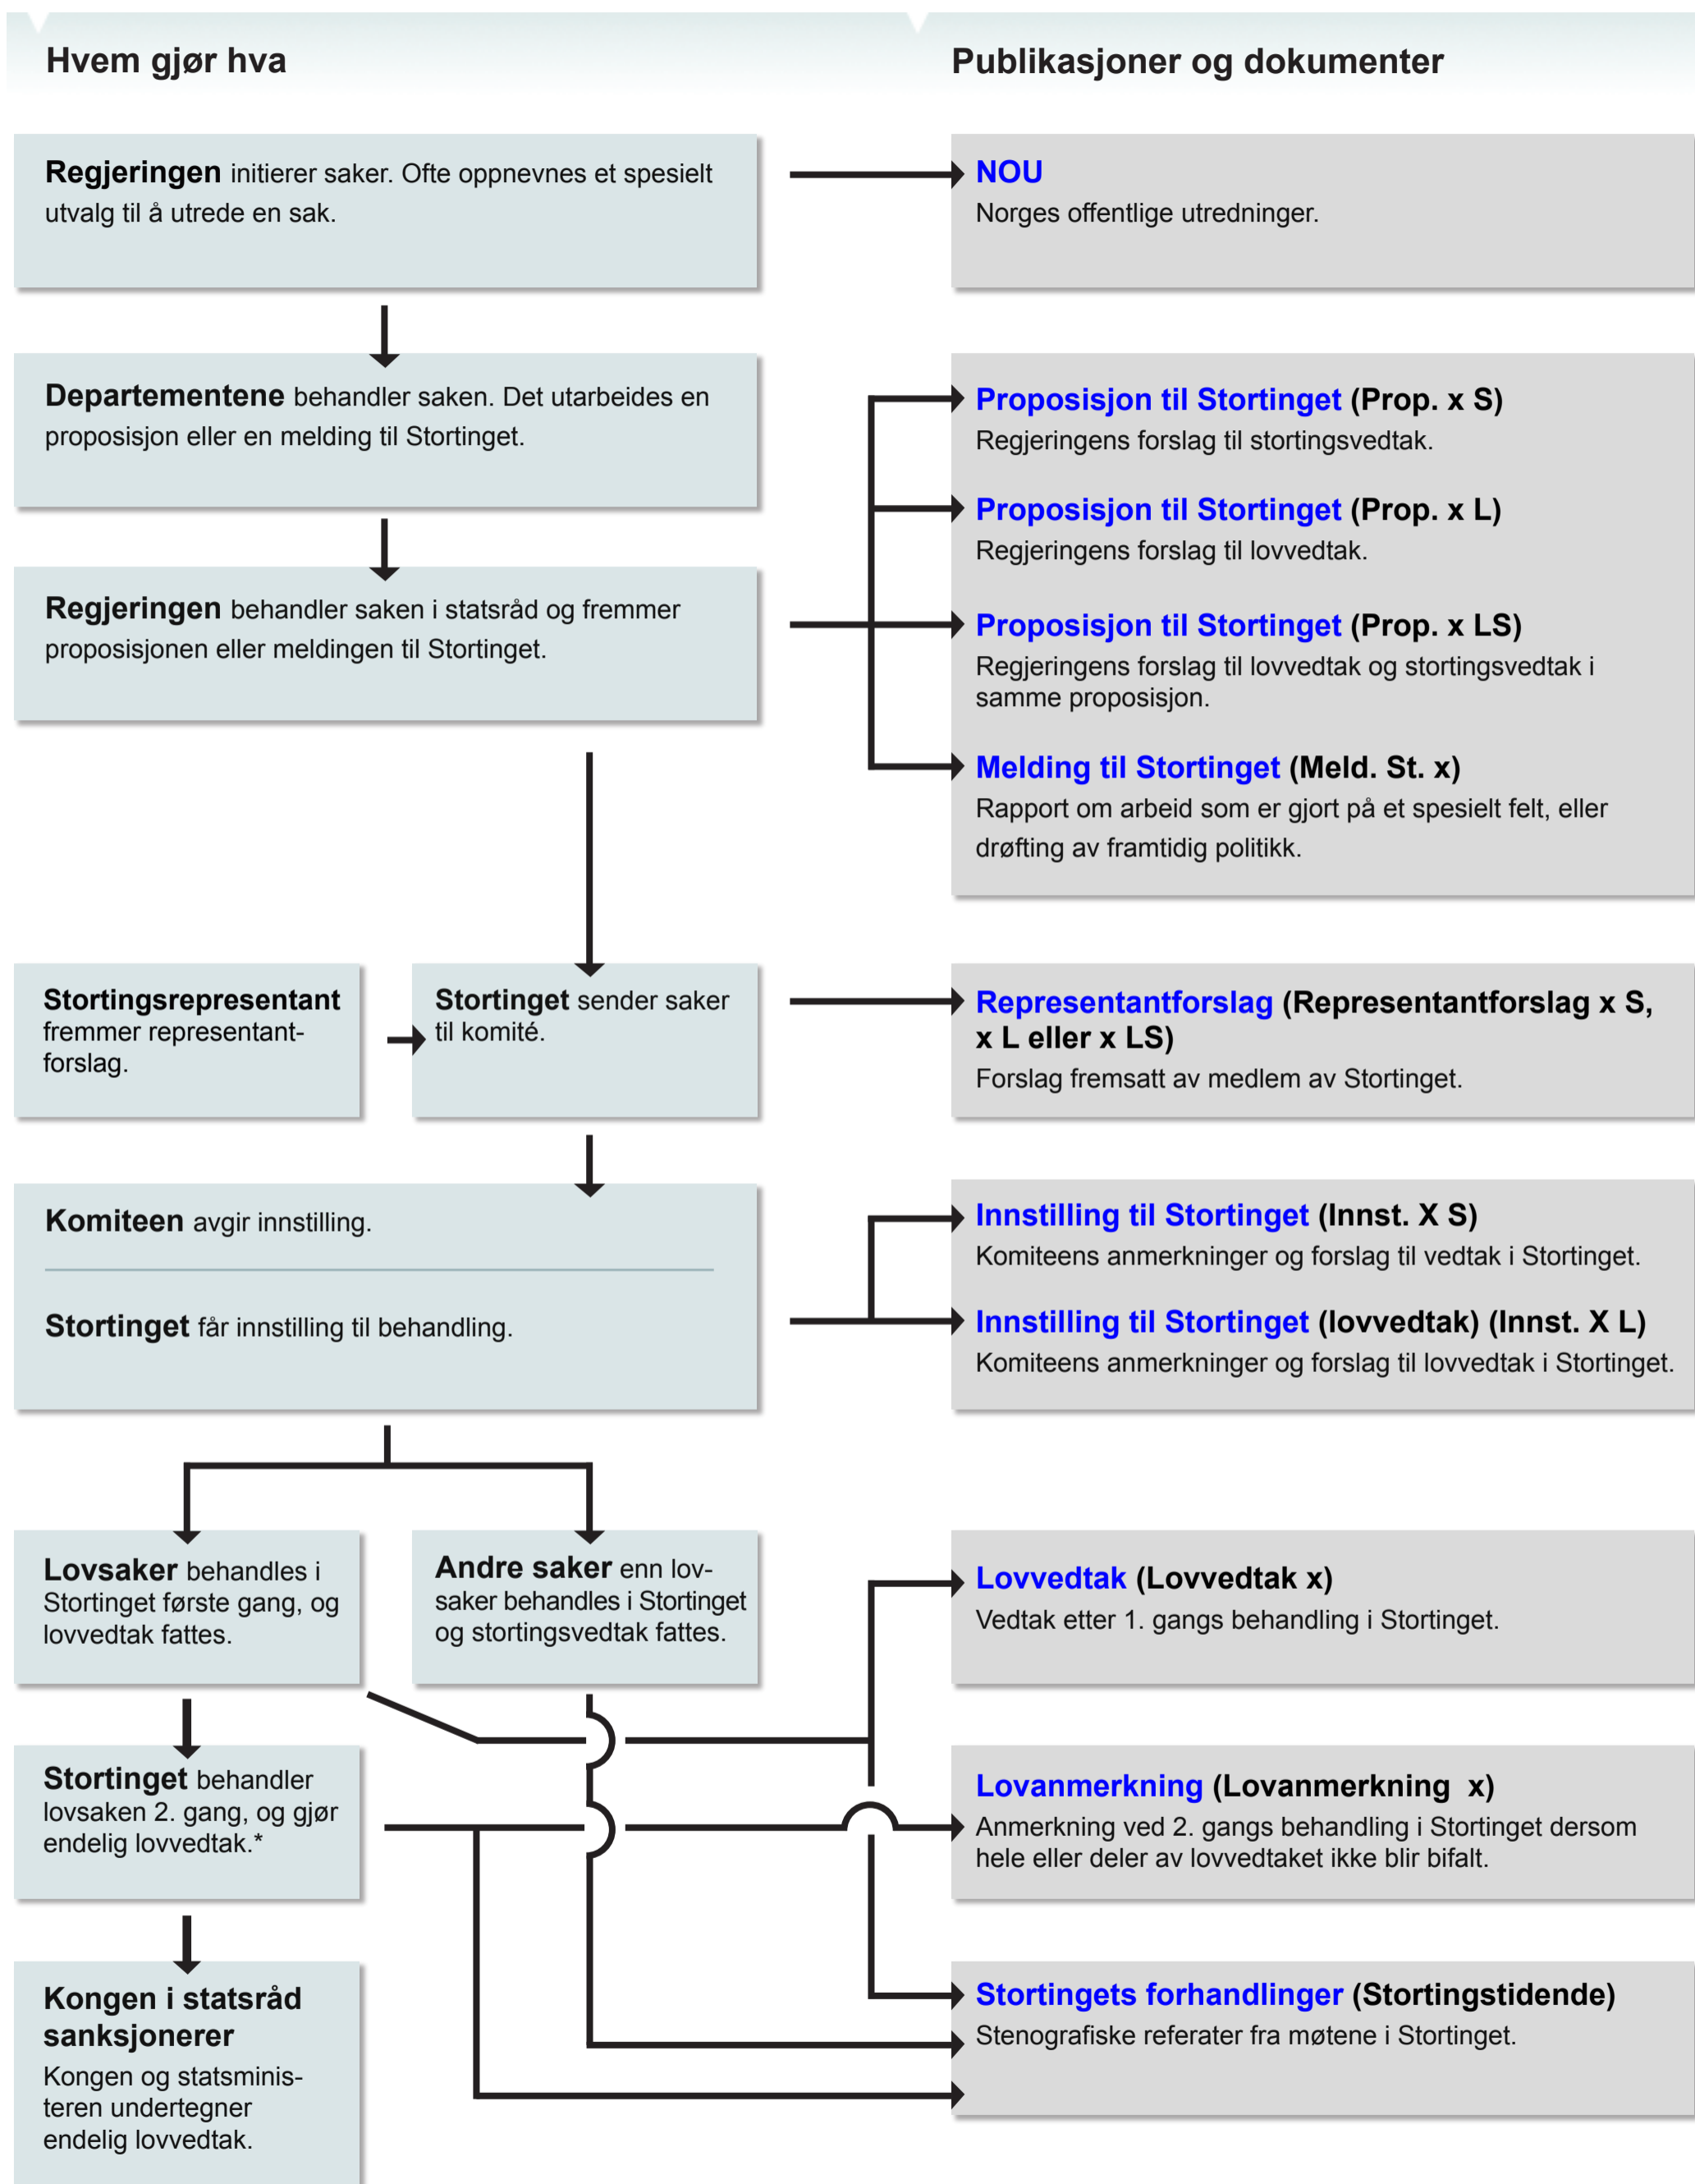 Hvem gjør hva
Publikasjoner og dokumenter
Regjeringen initierer saker. Ofte oppnevnes et spesielt
utvalg til å utrede en sak.
NOU
Norges offentlige utredninger.
Departementene behandler saken. Det utarbeides en
proposisjon eller en melding til Stortinget.
Regjeringen behandler saken i statsråd og fremmer
proposisjonen eller meldingen til Stortinget.
Proposisjon til Stortinget (Prop. x S)
Regjeringens forslag til stortingsvedtak.
Proposisjon til Stortinget (Prop. x L)
Regjeringens forslag til lovvedtak.
Proposisjon til Stortinget (Prop. x LS)
Regjeringens forslag til lovvedtak og stortingsvedtak i
samme proposisjon.
Melding til Stortinget (Meld. St. x)
Rapport om arbeid som er gjort på et spesielt felt, eller
drøfting av framtidig politikk.
Stortingsrepresentant
fremmer representant-
forslag.
Stortinget sender saker
til komité.
Representantforslag (Representantforslag x S,
x L eller x LS)
Forslag fremsatt av medlem av Stortinget.
Komiteen avgir innstilling.
Stortinget får innstilling til behandling.
Innstilling til Stortinget (Innst. X S)
Komiteens anmerkninger og forslag til vedtak i Stortinget.
Innstilling til Stortinget (lovvedtak) (Innst. X L)
Komiteens anmerkninger og forslag til lovvedtak i Stortinget.
Lovsaker behandles i
Stortinget første gang, og
lovvedtak fattes.
Andre saker enn lov-
saker behandles i Stortinget
og stortingsvedtak fattes.
Lovvedtak (Lovvedtak x)
Vedtak etter 1. gangs behandling i Stortinget.
Stortinget behandler
lovsaken 2. gang, og gjør
endelig lovvedtak.*
Lovanmerkning (Lovanmerkning x)
Anmerkning ved 2. gangs behandling i Stortinget dersom
hele eller deler av lovvedtaket ikke blir bifalt.
Kongen i statsråd
sanksjonerer
Kongen og statsminis-
teren undertegner
endelig lovvedtak.
Stortingets forhandlinger (Stortingstidende)
Stenografiske referater fra møtene i Stortinget.